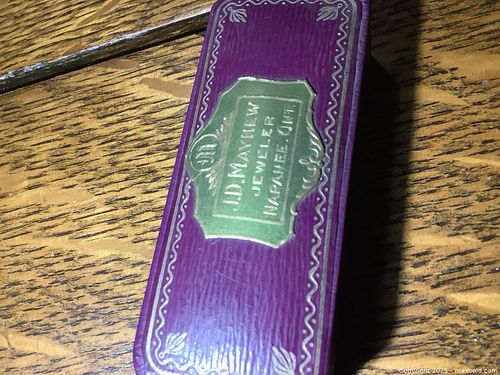 M
J.D. MAYHEW
JEWELER
NAPANEE. ONT.
Copyright 2025 - maxsold.com